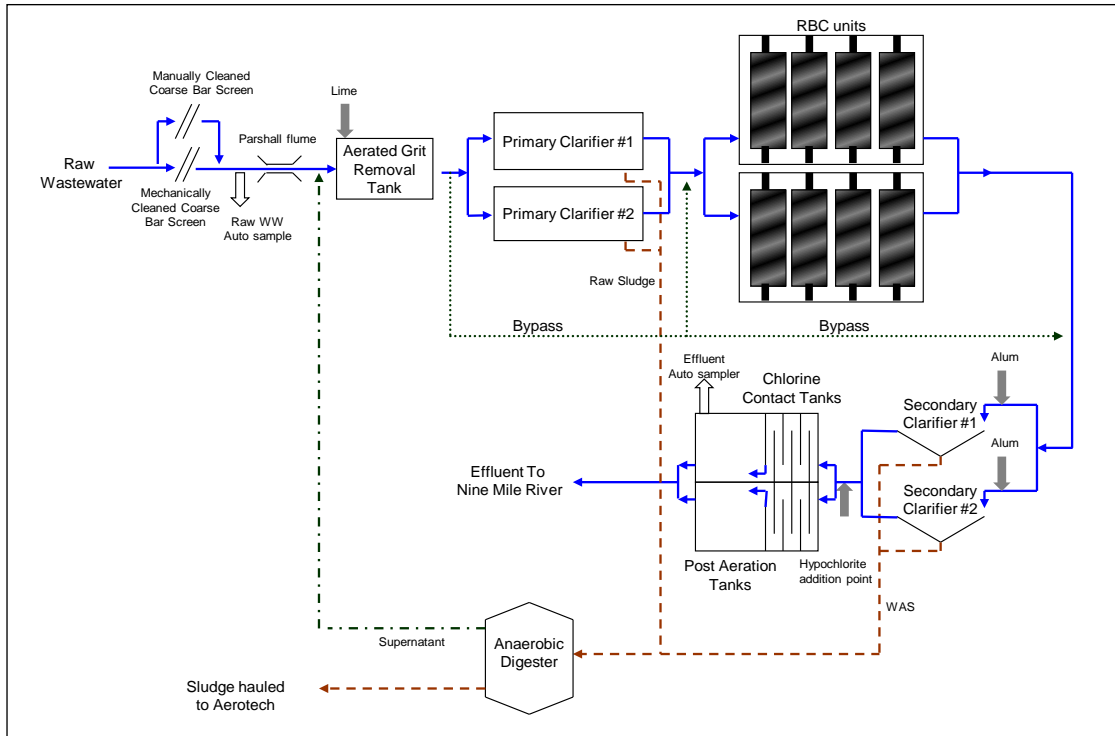 RBC units
Manually Cleaned
Coarse Bar Screen
Lime
Parshall flume
Primary Clarifier #1
Aerated Grit
Removal
Tank
Raw
Wastewater
Mechanically
Cleaned Coarse
Bar Screen
Raw WW
Auto sample
Primary Clarifier #2
Raw Sludge
Bypass
Bypass
Effluent
Auto sampler
Chlorine
Contact Tanks
Alum
Secondary
Clarifier #1
Alum
Effluent To
Nine Mile River
Secondary
Clarifier #2
Post Aeration
Tanks
Hypochlorite
addition point
WAS
Supernatant
Anaerobic
Digester
Sludge hauled
to Aerotech